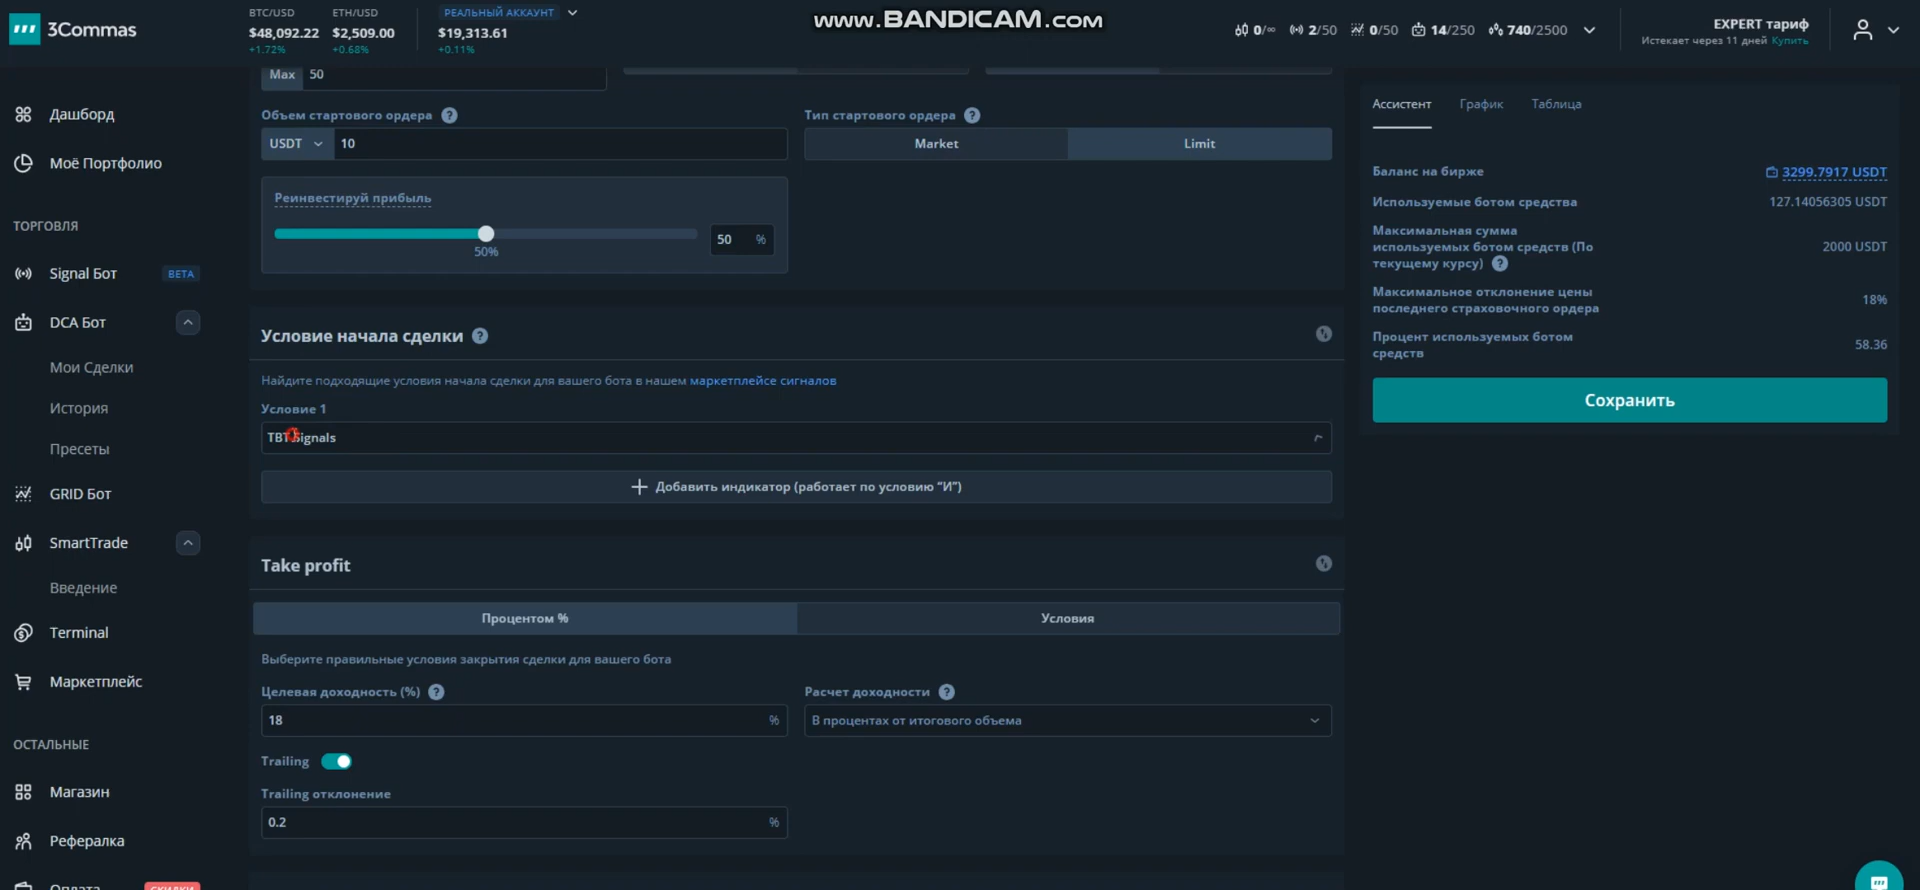 3Commas
BTC/USD
$48,092.22
+1.72%
ETH/USD
$2,509.00
+0.68%
РЕАЛЬНЫЙ АККАУНТ
$19,313.61
+0.11%
www.BANDICAM.com
0/∞
2/50
0/50
14/250
740/2500
EXPERT тариф
Истекает через 11 дней Купить
Дашборд
Моё Портфолио
ТОРГОВЛЯ
Signal Бот BETA
DCA Бот
Мои Сделки
История
Пресеты
GRID Бот
SmartTrade
Введение
Terminal
Маркетплейс
ОСТАЛЬНЫЕ
Магазин
Рефералка
Оплата СКИДКИ
Max 50
Объем стартового ордера ?
USDT 10
Тип стартового ордера ?
Market Limit
Реинвестируй прибыль
50 %
50%
Условие начала сделки ?
Найдите подходящие условия начала сделки для вашего бота в нашем маркетплейсе сигналов
Условие 1
TBT Signals
Добавить индикатор (работает по условию “И”)
Take profit
Процентом % Условия
Выберите правильные условия закрытия сделки для вашего бота
Целевая доходность (%) ?
18 %
Расчет доходности ?
В процентах от итогового объема
Trailing
Trailing отклонение
0.2 %
Ассистент График Таблица
Баланс на бирже 3299.7917 USDT
Используемые ботом средства 127.14056305 USDT
Максимальная сумма
используемых ботом средств (По
текущему курсу) ?
2000 USDT
Максимальное отклонение цены
последнего страховочного ордера
18%
Процент используемых ботом
средств
58.36
Сохранить